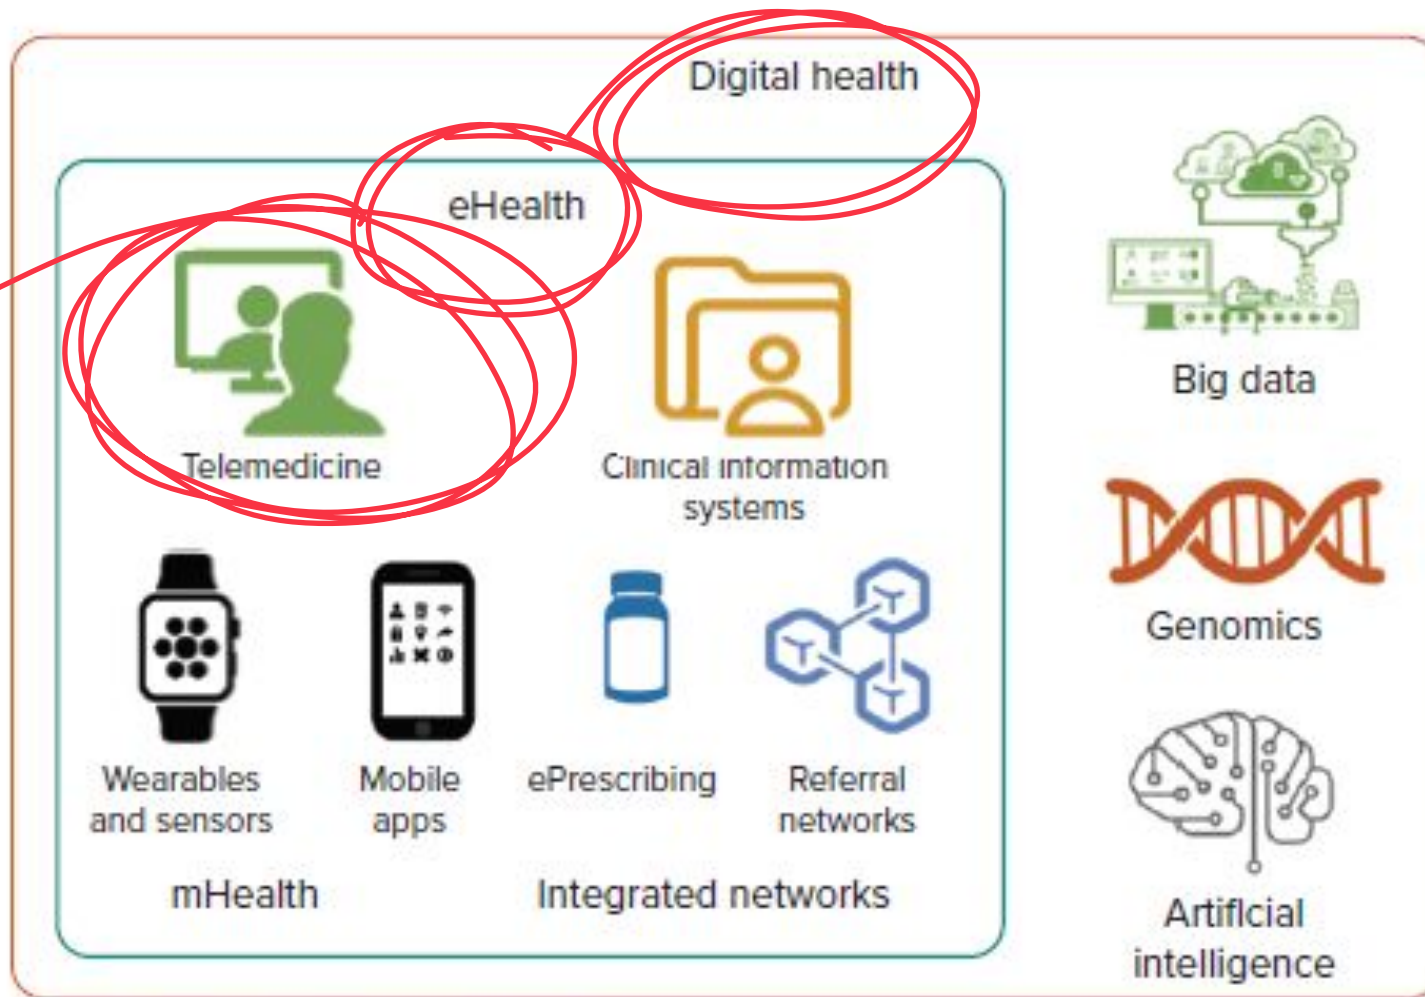 Digital health
eHealth
Telemedicine
Clinical information
systems
Big data
Genomics
Wearables
and sensors
Mobile
apps
ePrescribing
Referral
networks
mHealth
Integrated networks
Artificial
intelligence